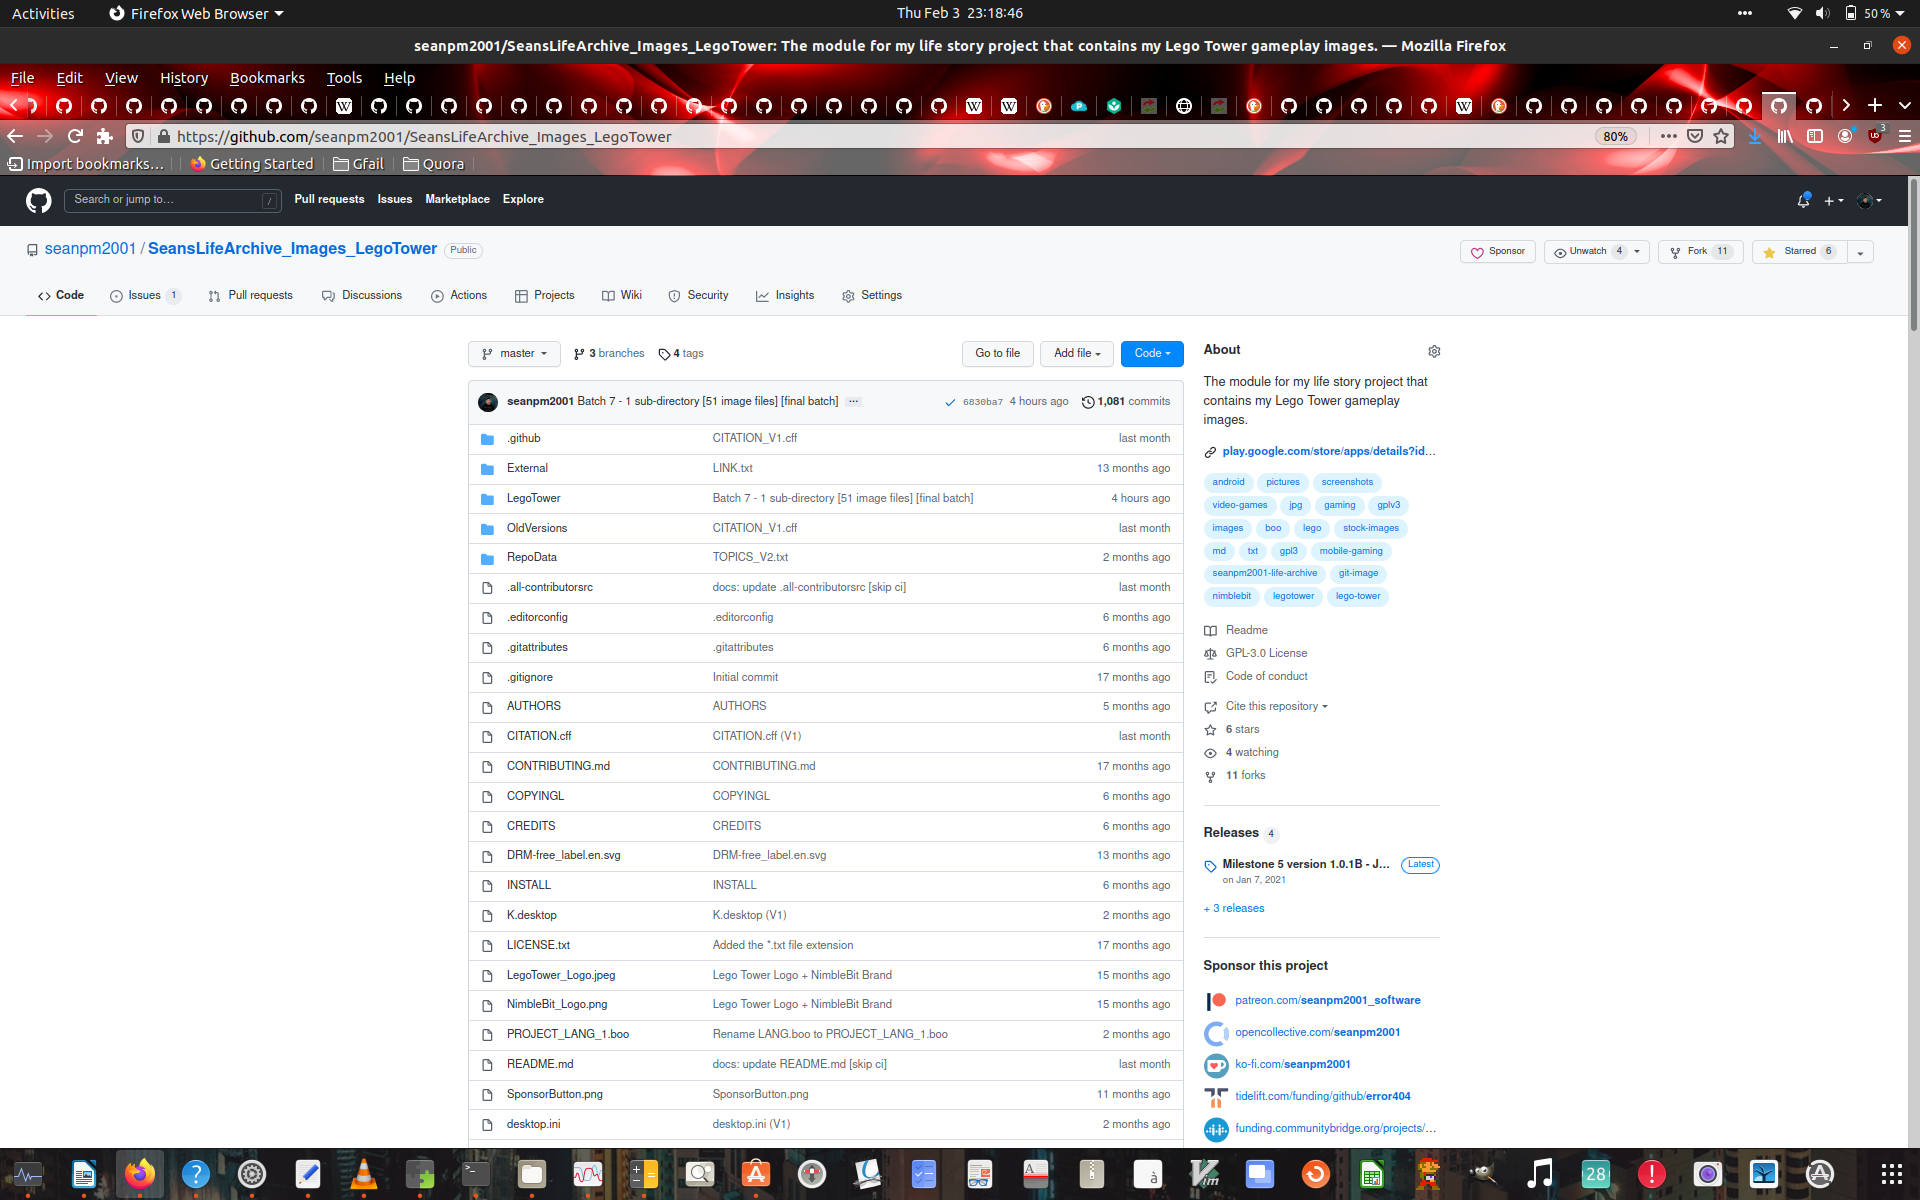 Activities
Firefox Web Browser
Thu Feb 3 23:18:46
50 %
seanpm2001/SeansLifeArchive_Images_LegoTower: The module for my life story project that contains my Lego Tower gameplay images. — Mozilla Firefox
File Edit View History Bookmarks Tools Help
https://github.com/seanpm2001/SeansLifeArchive_Images_LegoTower
80%
3
Import bookmarks… Getting Started Gfail Quora
Search or jump to… /
Pull requests Issues Marketplace Explore
seanpm2001 / SeansLifeArchive_Images_LegoTower Public
Sponsor Unwatch 4 Fork 11 Starred 6
Code Issues 1 Pull requests Discussions Actions Projects Wiki Security Insights Settings
master 3 branches 4 tags Go to file Add file Code
seanpm2001 Batch 7 - 1 sub-directory [51 image files] [final batch] ... 6830ba7 4 hours ago 1,081 commits
.github CITATION_V1.cff last month
External LINK.txt 13 months ago
LegoTower Batch 7 - 1 sub-directory [51 image files] [final batch] 4 hours ago
OldVersions CITATION_V1.cff last month
RepoData TOPICS_V2.txt 2 months ago
.all-contributorsrc docs: update .all-contributorsrc [skip ci] last month
.editorconfig .editorconfig 6 months ago
.gitattributes .gitattributes 6 months ago
.gitignore Initial commit 17 months ago
AUTHORS AUTHORS 5 months ago
CITATION.cff CITATION.cff (V1) last month
CONTRIBUTING.md CONTRIBUTING.md 17 months ago
COPYINGL COPYINGL 6 months ago
CREDITS CREDITS 6 months ago
DRM-free_label.en.svg DRM-free_label.en.svg 13 months ago
INSTALL INSTALL 6 months ago
K.desktop K.desktop (V1) 2 months ago
LICENSE.txt Added the *.txt file extension 17 months ago
LegoTower_Logo.jpeg Lego Tower Logo + NimbleBit Brand 15 months ago
NimbleBit_Logo.png Lego Tower Logo + NimbleBit Brand 15 months ago
PROJECT_LANG_1.boo Rename LANG.boo to PROJECT_LANG_1.boo 2 months ago
README.md docs: update README.md [skip ci] last month
SponsorButton.png SponsorButton.png 11 months ago
desktop.ini desktop.ini (V1) 2 months ago
About
The module for my life story project that
contains my Lego Tower gameplay
images.
play.google.com/store/apps/details?id…
android pictures screenshots
video-games jpg gaming gplv3
images boo lego stock-images
md txt gpl3 mobile-gaming
seanpm2001-life-archive git-image
nimblebit legotower lego-tower
Readme
GPL-3.0 License
Code of conduct
Cite this repository
6 stars
4 watching
11 forks
Releases 4
Milestone 5 version 1.0.1B - J… Latest
on Jan 7, 2021
+ 3 releases
Sponsor this project
patreon.com/seanpm2001_software
opencollective.com/seanpm2001
ko-fi.com/seanpm2001
tidelift.com/funding/github/error404
funding.communitybridge.org/projects/…
28